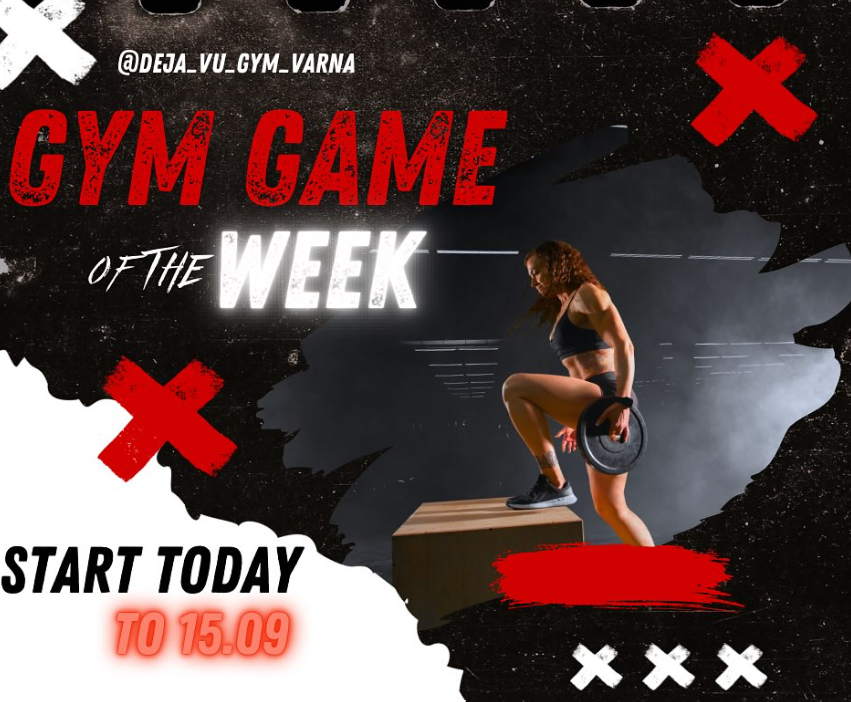 @DEJA_VU_GYM_VARNA
GYM GAME
OF THE WEEK
START TODAY
TO 15.09